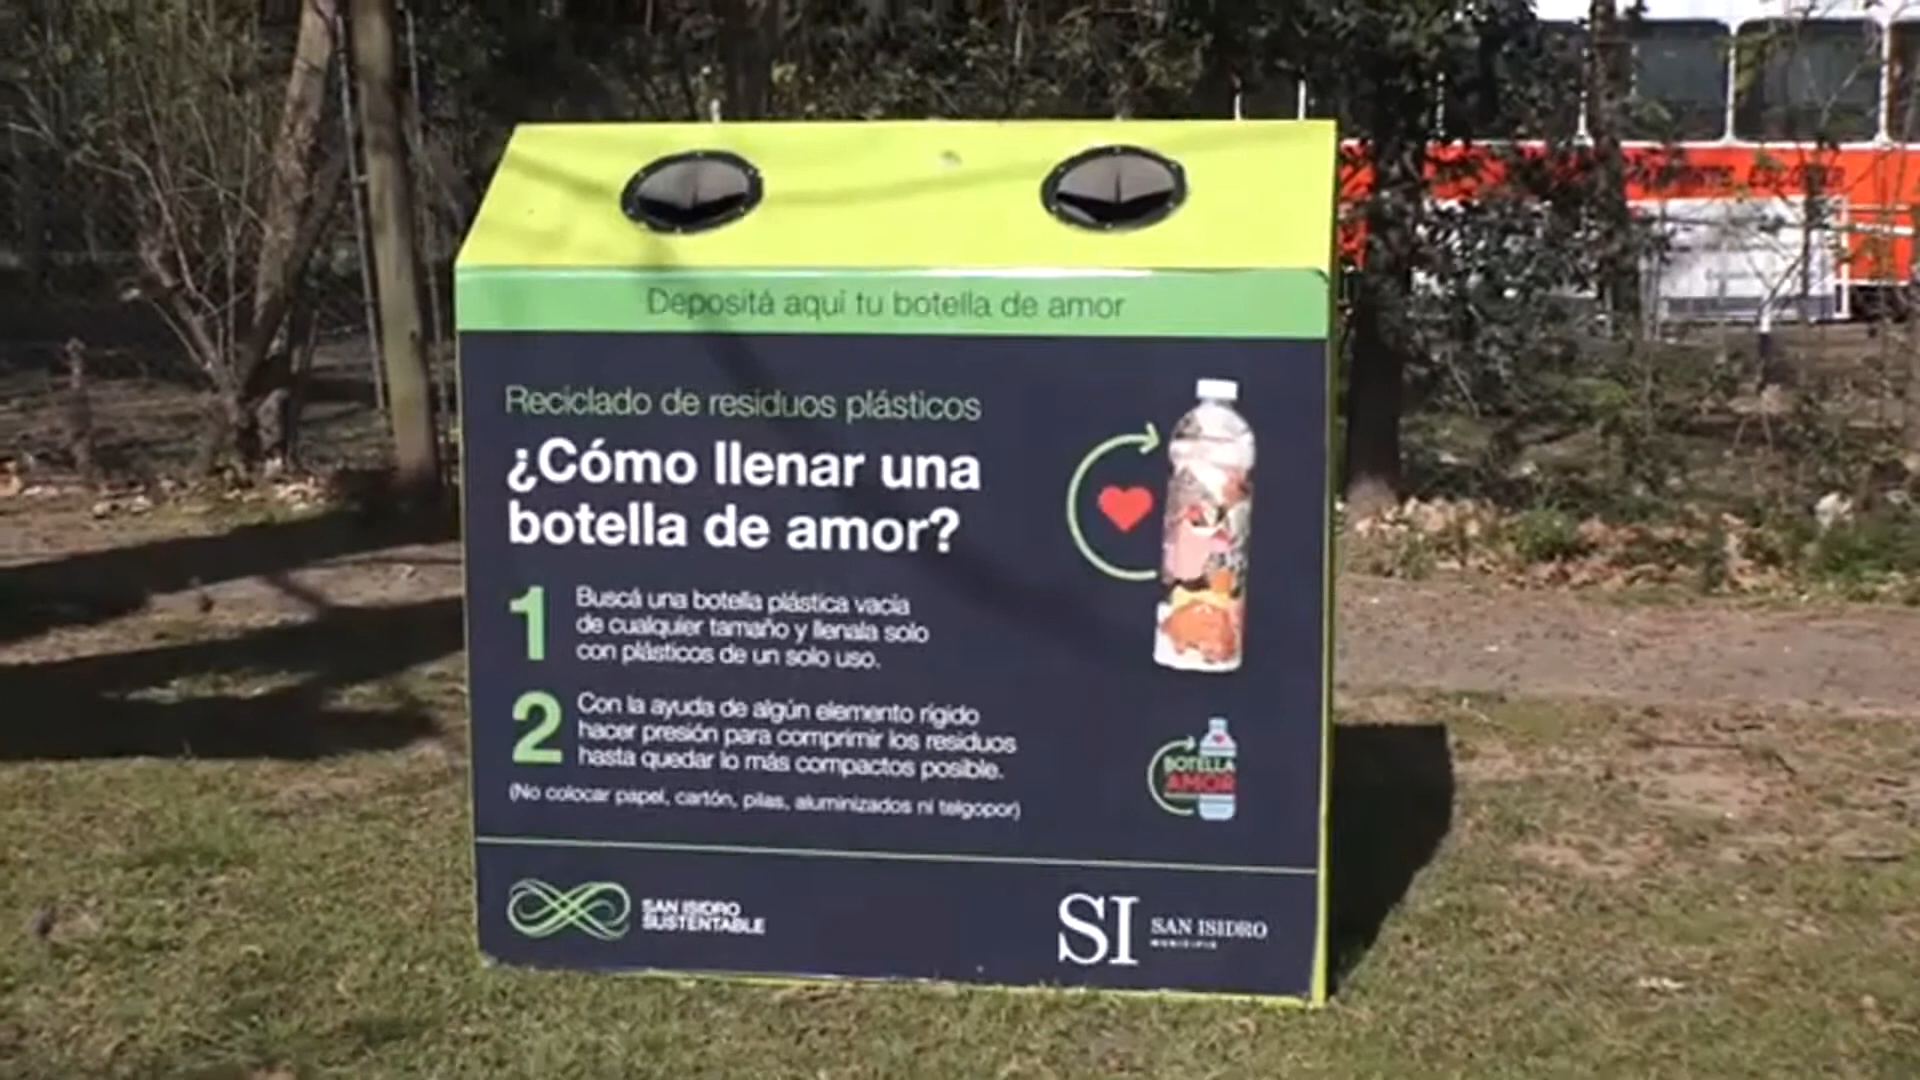 Depositá aquí tu botella de amor
Reciclado de residuos plásticos
¿Cómo llenar una
botella de amor?
1 Buscá una botella plástica vacía
de cualquier tamaño y llenala solo
con plásticos de un solo uso.
2 Con la ayuda de algún elemento rígido
hacer presión para comprimir los residuos
hasta quedar lo más compactos posible.
(No colocar papel, cartón, pilas, aluminizados ni telgopor)
BOTELLA
AMOR
SAN ISIDRO
SUSTENTABLE
SI SAN ISIDRO
MUNICIPIO
ESCOLAR